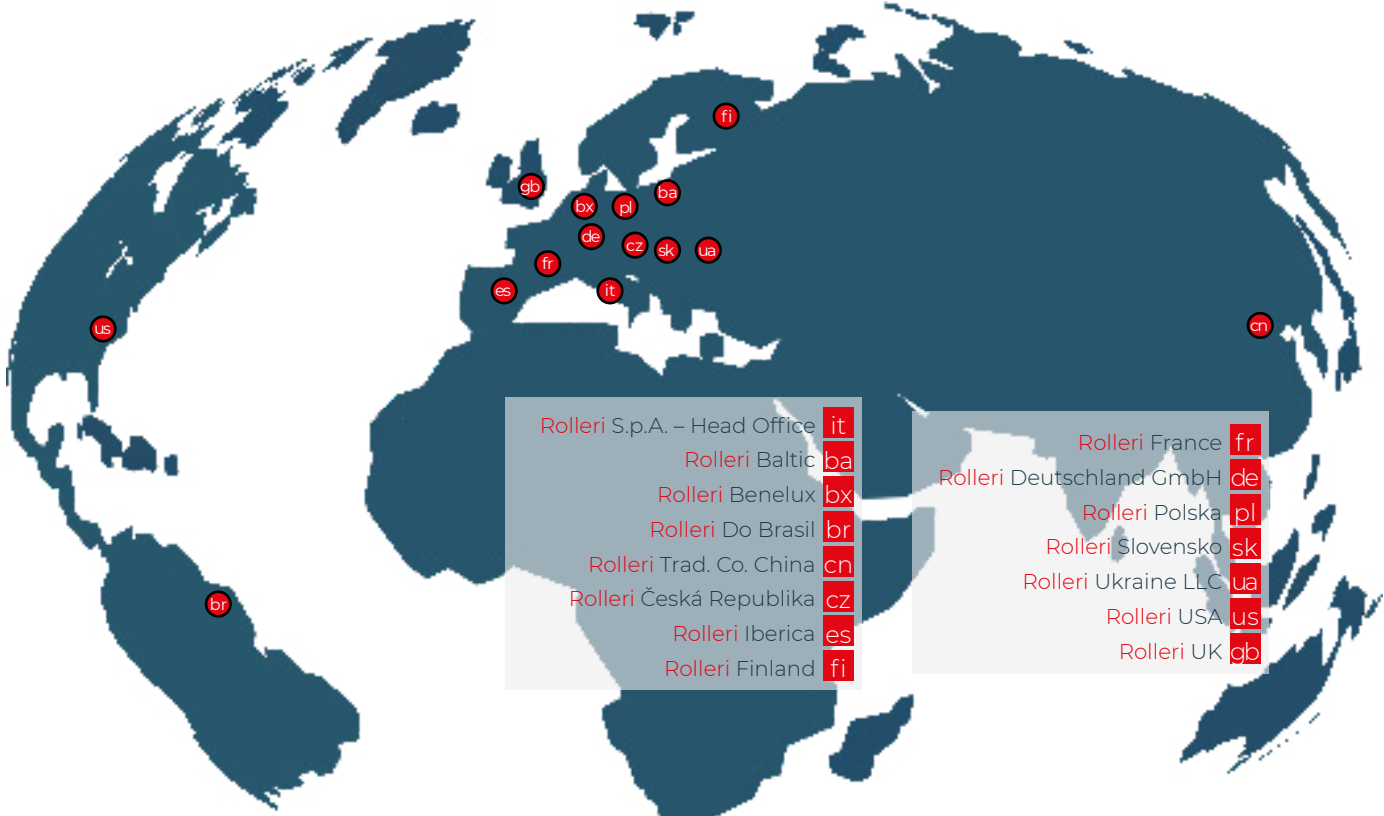 fi
gb
ba
bx
pl
de
cz
sk
ua
fr
es
it
us
cn
br
Rolleri S.p.A. – Head Office it
Rolleri Baltic ba
Rolleri Benelux bx
Rolleri Do Brasil br
Rolleri Trad. Co. China cn
Rolleri Česká Republika cz
Rolleri Iberica es
Rolleri Finland fi
Rolleri France fr
Rolleri Deutschland GmbH de
Rolleri Polska pl
Rolleri Slovensko sk
Rolleri Ukraine LLC ua
Rolleri USA us
Rolleri UK gb